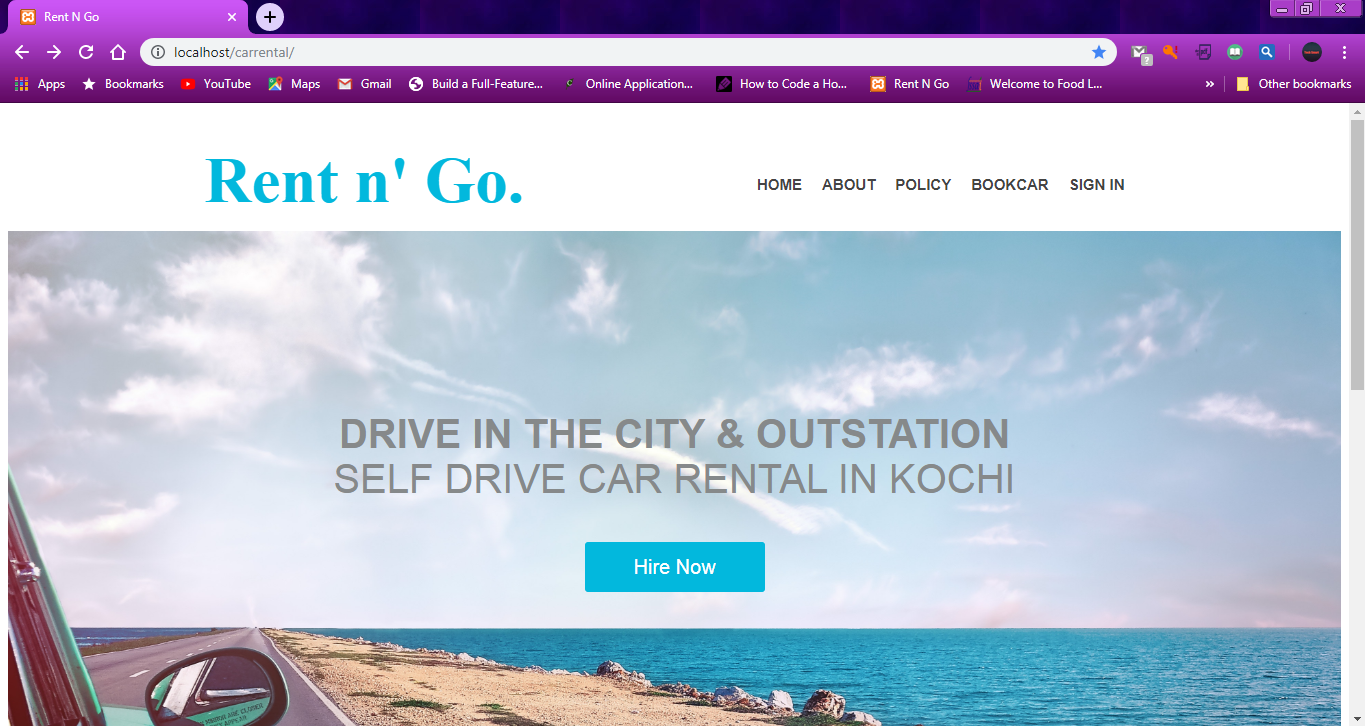 Rent N Go
localhost/carrental/
Apps Bookmarks YouTube Maps Gmail Build a Full-Feature... Online Application... How to Code a Ho... Rent N Go Welcome to Food L... » Other bookmarks
Rent n' Go.
HOME ABOUT POLICY BOOKCAR SIGN IN
DRIVE IN THE CITY & OUTSTATION
SELF DRIVE CAR RENTAL IN KOCHI
Hire Now